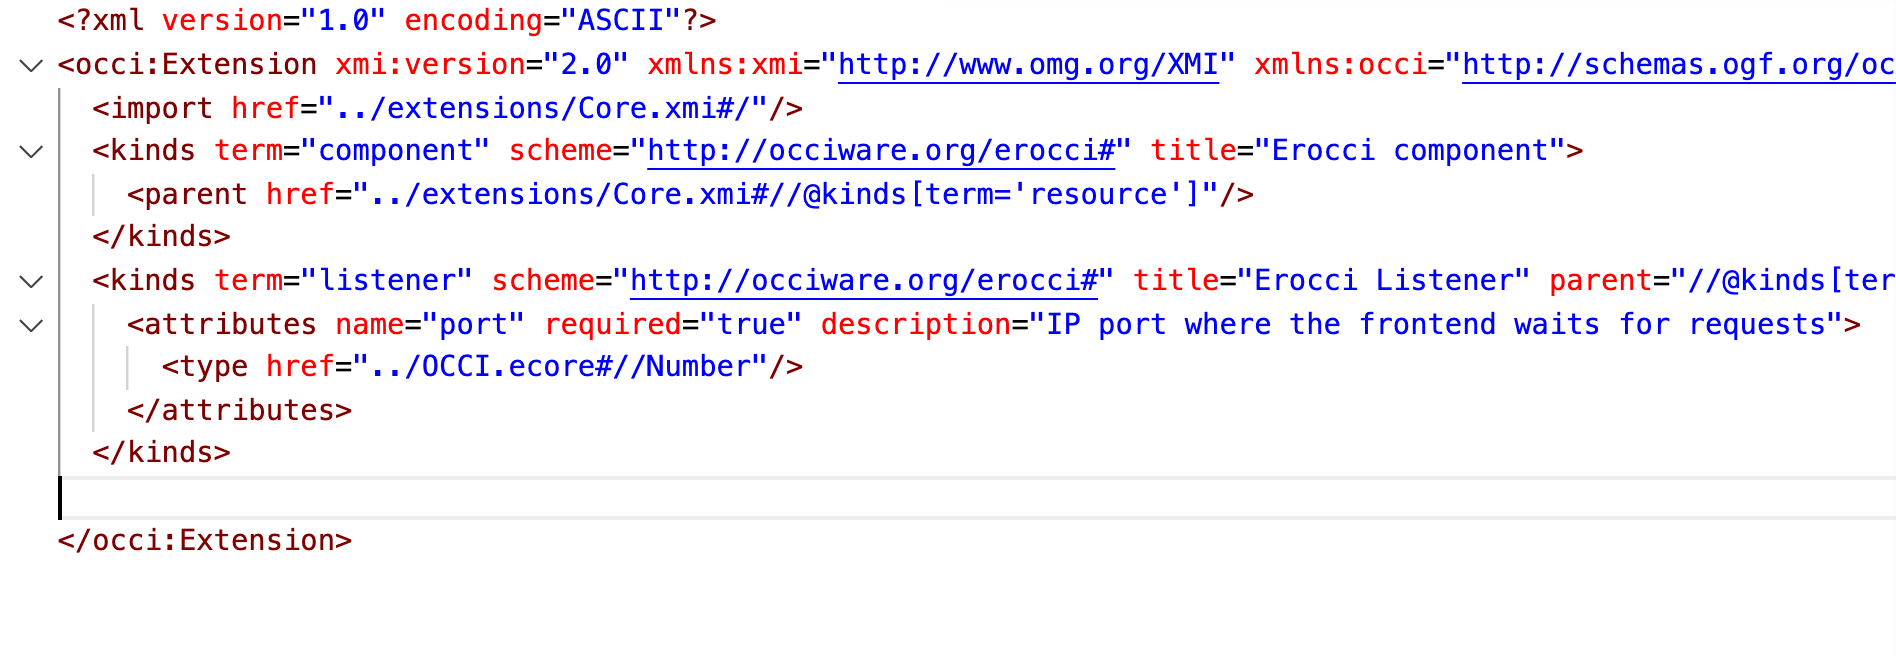 <?xml version="1.0" encoding="ASCII"?>
<occi:Extension xmi:version="2.0" xmlns:xmi="http://www.omg.org/XMI" xmlns:occi="http://schemas.ogf.org/oc
<import href="../extensions/Core.xmi#/"/>
<kinds term="component" scheme="http://occiware.org/erocci#" title="Erocci component">
<parent href="../extensions/Core.xmi#//@kinds[term='resource']"/>
</kinds>
<kinds term="listener" scheme="http://occiware.org/erocci#" title="Erocci Listener" parent="//@kinds[ter
<attributes name="port" required="true" description="IP port where the frontend waits for requests">
<type href="../OCCI.ecore#//Number"/>
</attributes>
</kinds>
</occi:Extension>